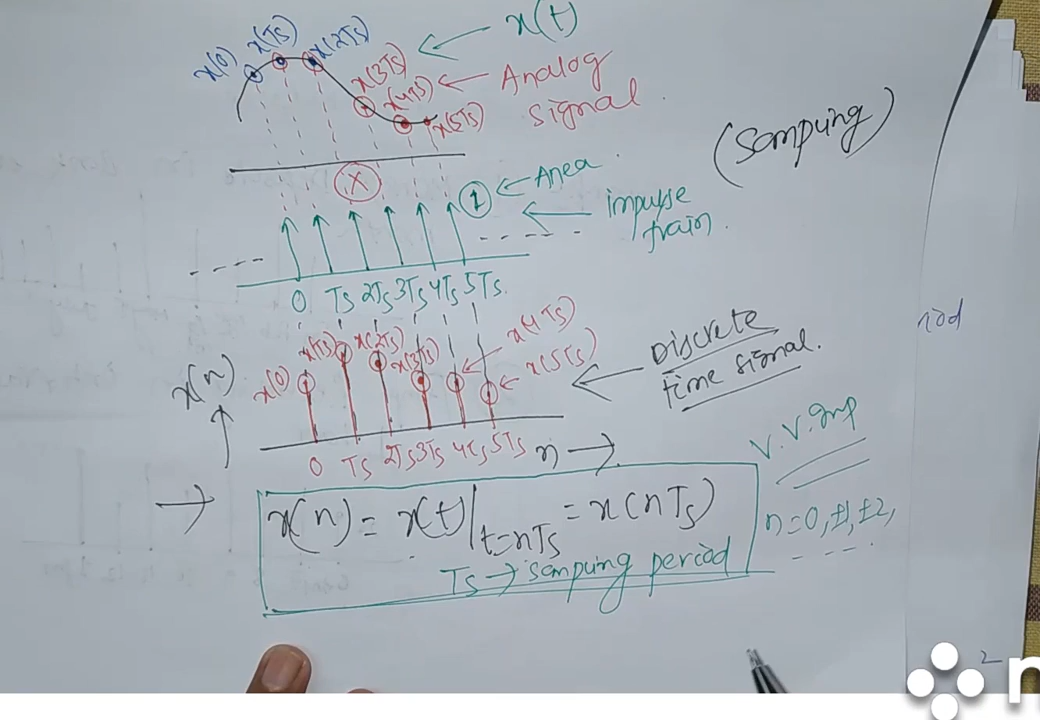 x(t)
x(0) x(Ts) x(2Ts)
x(3Ts)
x(4Ts)
x(5Ts)
Analog
signal.
(Sampling)
X
1
Area
impulse
train.
0 Ts 2Ts 3Ts 4Ts 5Ts.
x(n)
x(0) x(Ts) x(2Ts) x(3Ts) x(4Ts)
x(5Ts)
Discrete
time signal.
0 Ts 2Ts 3Ts 4Ts 5Ts n →
V.V.Imp
→ x(n) = x(t)|t=nTs = x(nTs)
n=0,±1,±2,
Ts → sampling period
iod
2
n